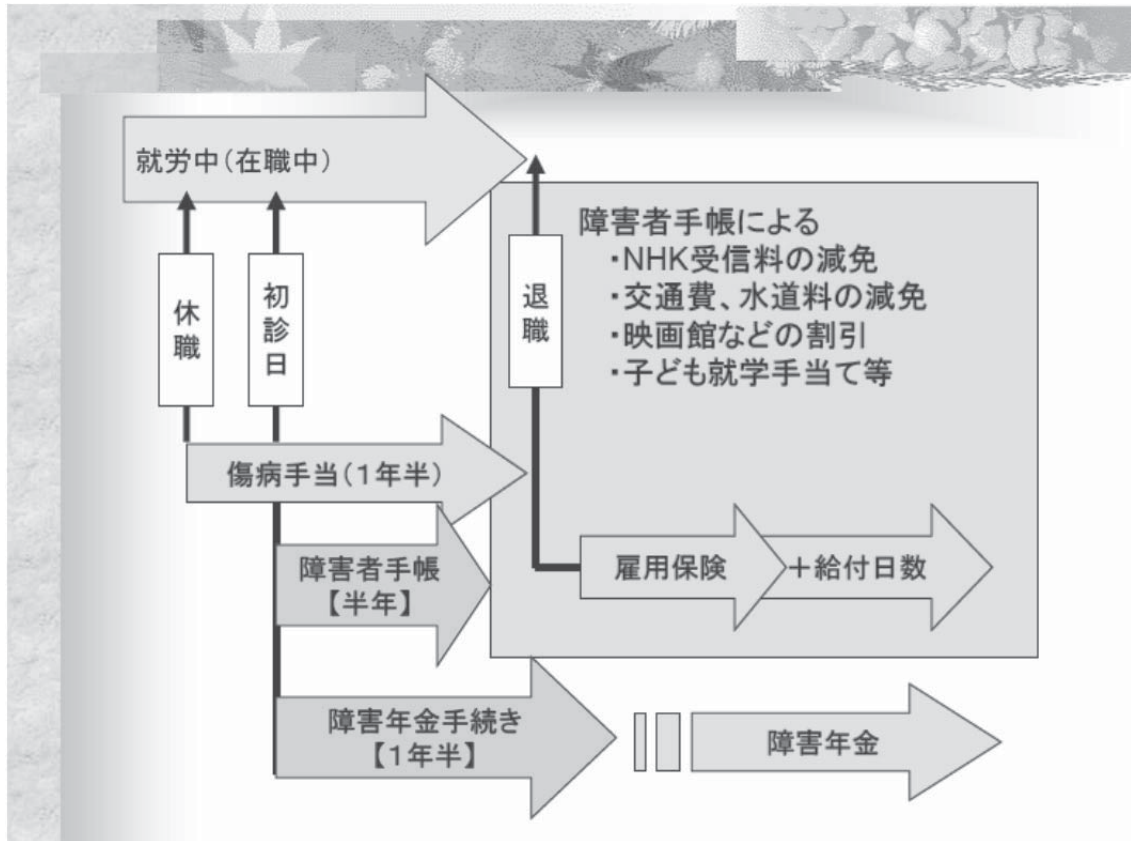 就労中（在職中）
休職
初診日
退職
障害者手帳による
・NHK受信料の減免
・交通費、水道料の減免
・映画館などの割引
・子ども就学手当て等
傷病手当（１年半）
障害者手帳
【半年】
雇用保険
＋給付日数
障害年金手続き
【１年半】
障害年金